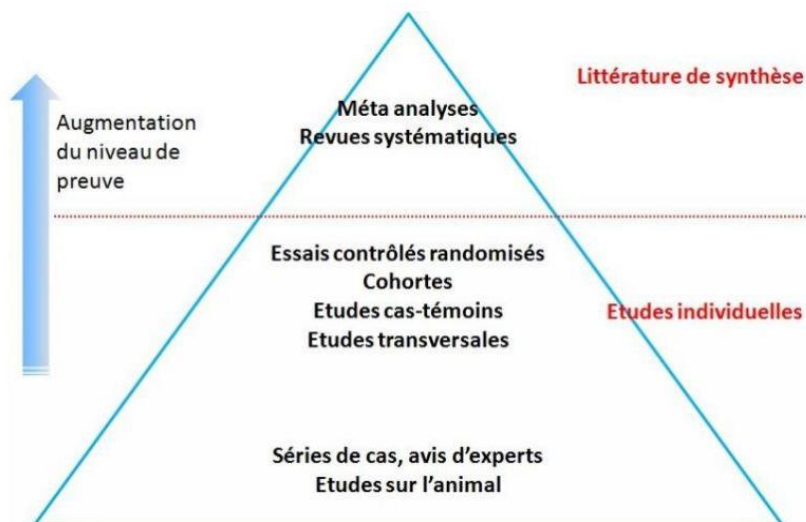 Littérature de synthèse
Méta analyses
Revues systématiques
Augmentation
du niveau de
preuve
Essais contrôlés randomisés
Cohortes
Etudes cas-témoins
Etudes transversales
Etudes individuelles
Séries de cas, avis d’experts
Etudes sur l’animal